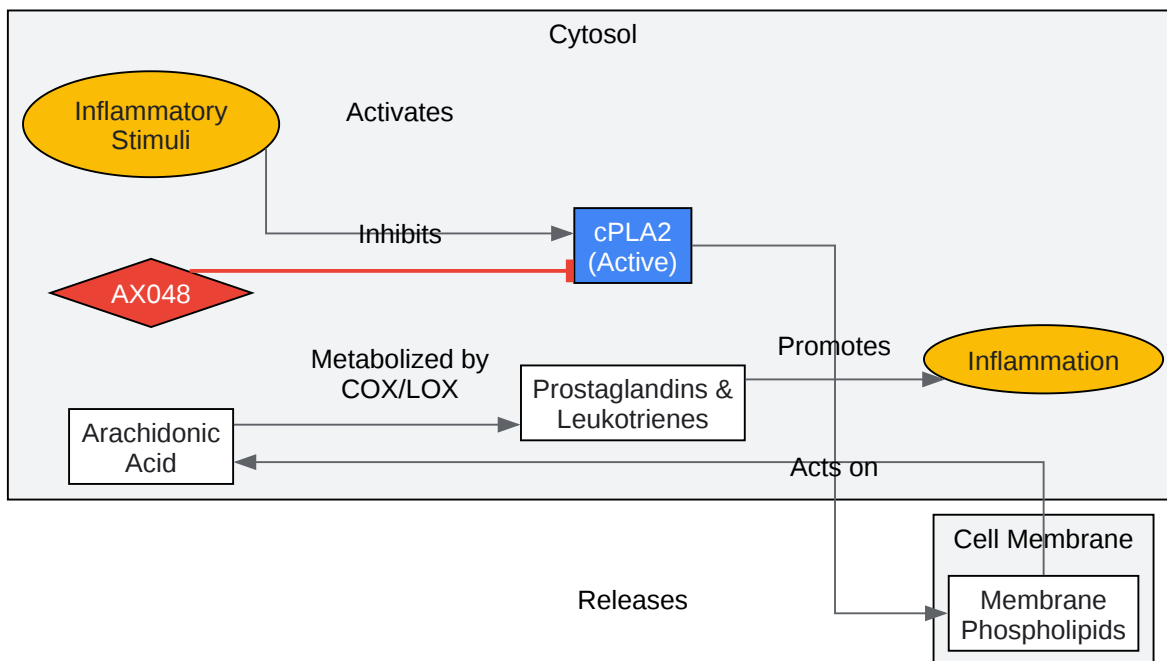 Cytosol
Inflammatory
Stimuli
Activates
Inhibits
cPLA2
(Active)
AX048
Metabolized by
COX/LOX
Promotes
Inflammation
Prostaglandins &
Leukotrienes
Arachidonic
Acid
Acts on
Cell Membrane
Releases
Membrane
Phospholipids